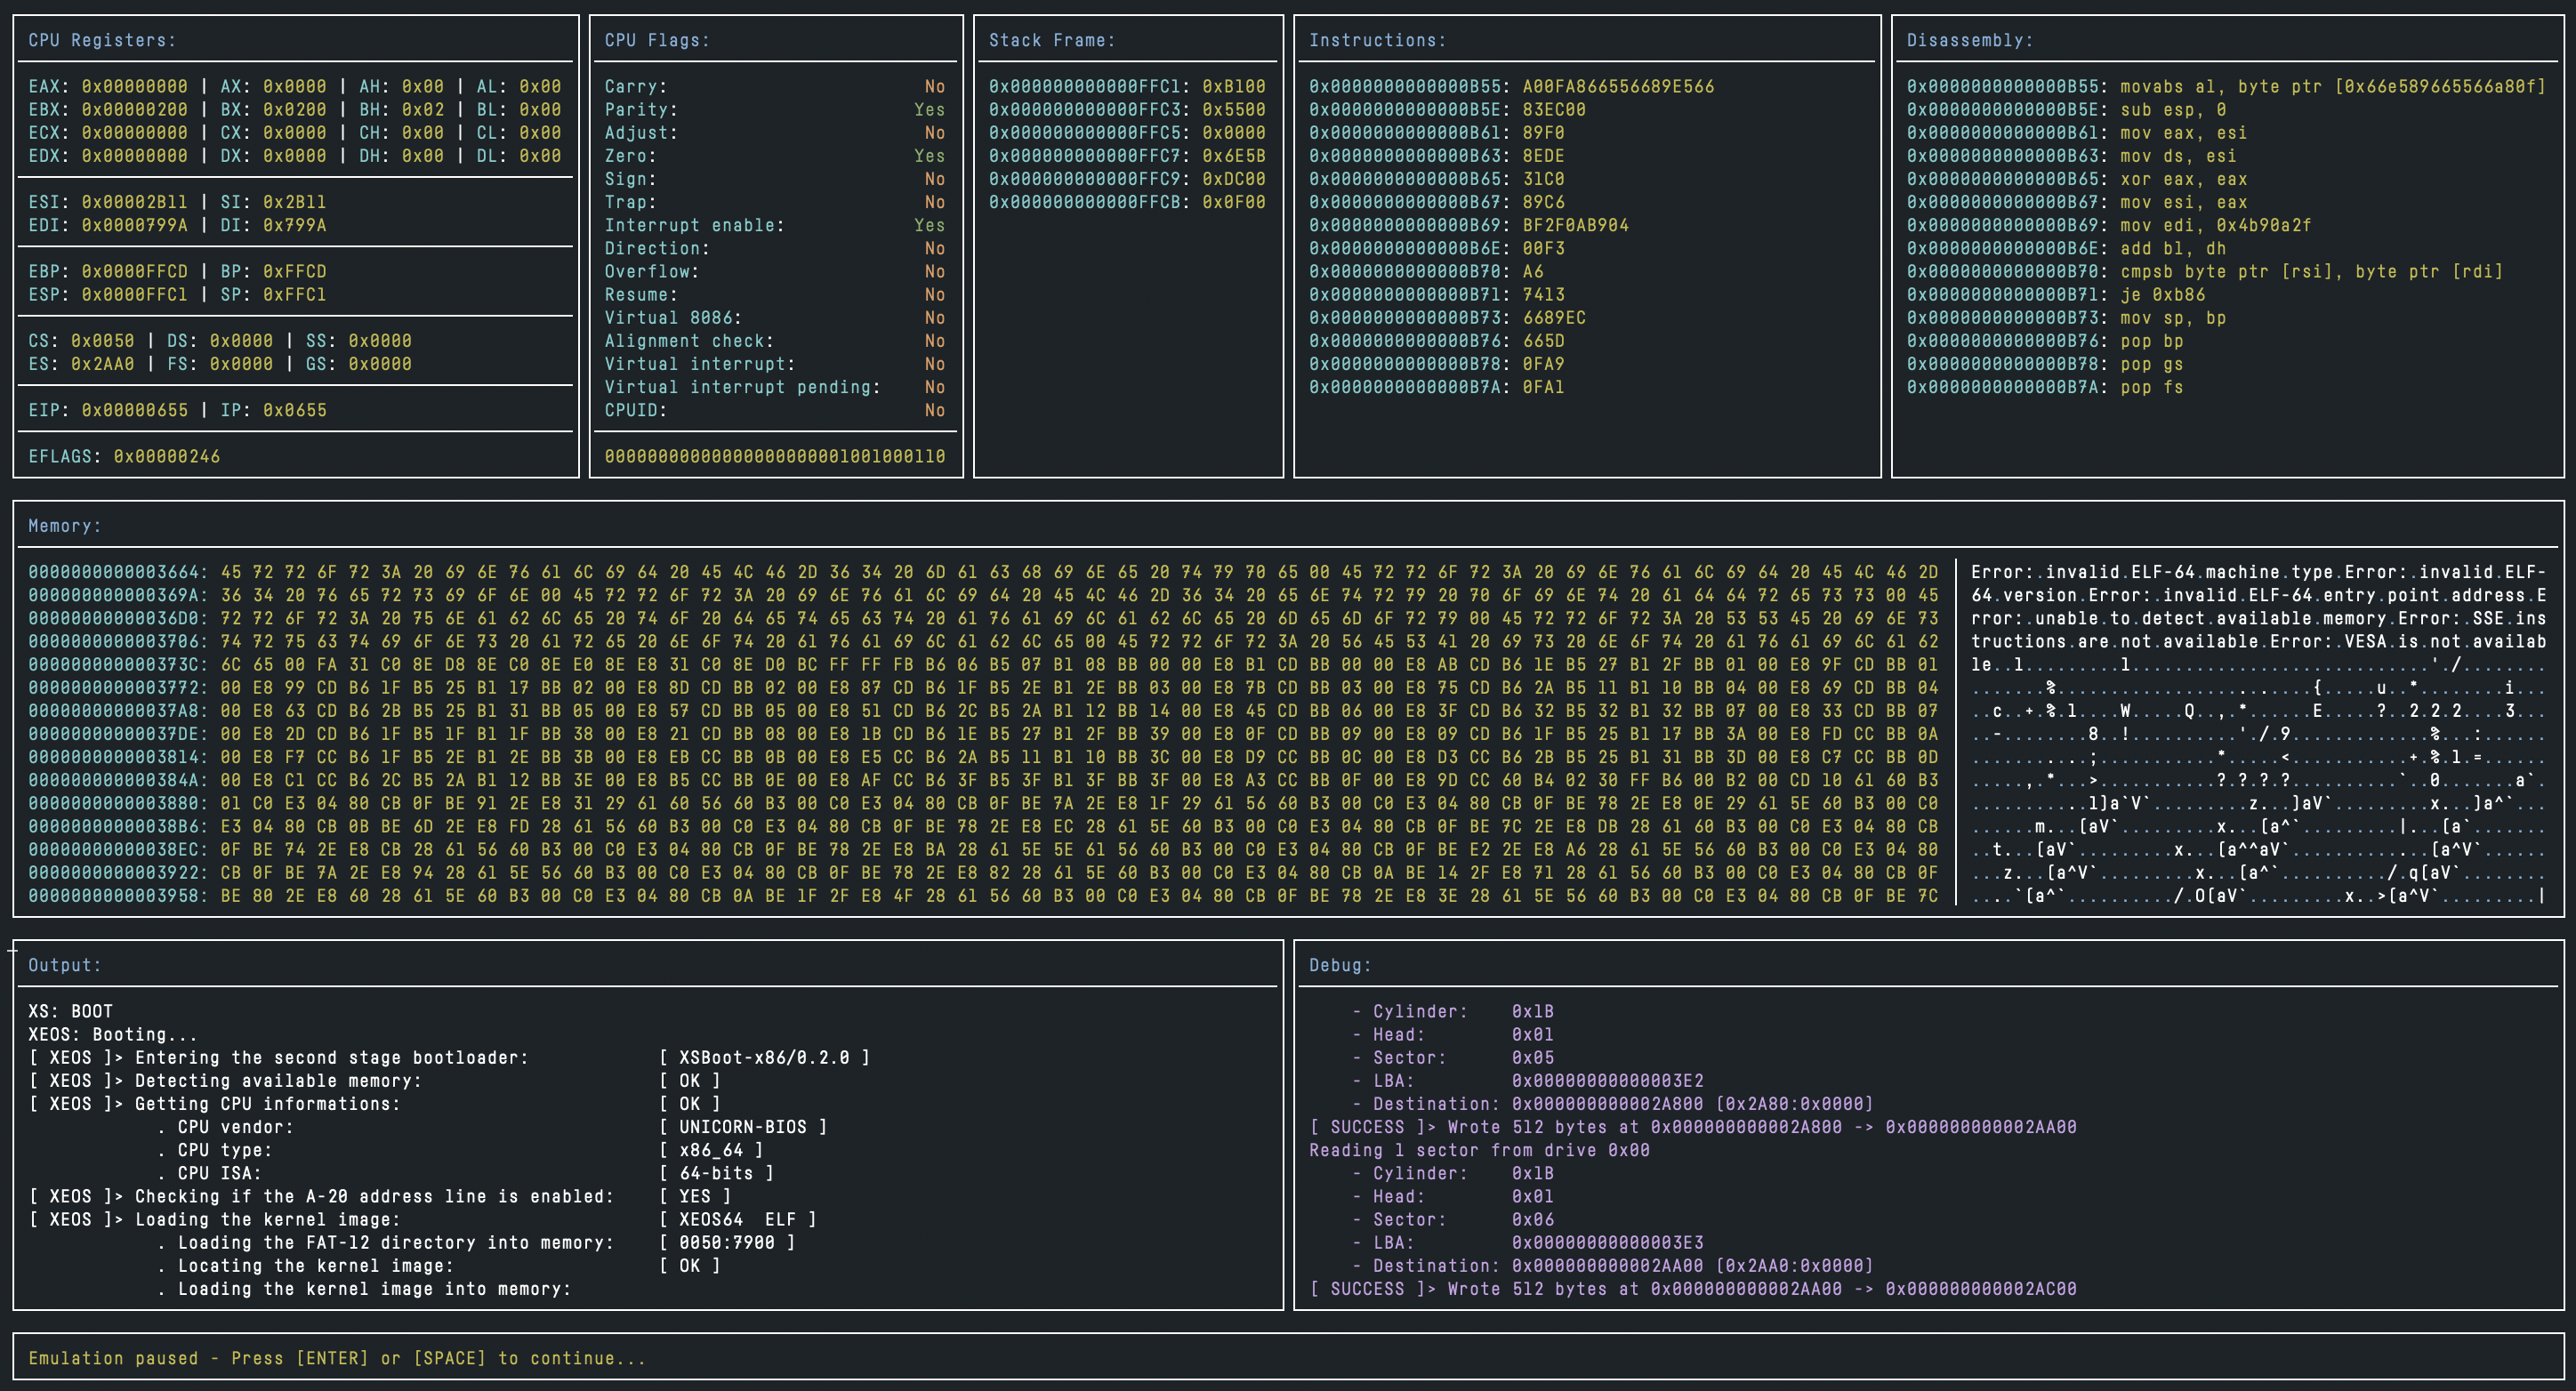 CPU Registers:
EAX: 0x00000000 | AX: 0x0000 | AH: 0x00 | AL: 0x00
EBX: 0x00000200 | BX: 0x0200 | BH: 0x02 | BL: 0x00
ECX: 0x00000000 | CX: 0x0000 | CH: 0x00 | CL: 0x00
EDX: 0x00000000 | DX: 0x0000 | DH: 0x00 | DL: 0x00
ESI: 0x00002B11 | SI: 0x2B11
EDI: 0x0000799A | DI: 0x799A
EBP: 0x0000FFCD | BP: 0xFFCD
ESP: 0x0000FFC1 | SP: 0xFFC1
CS: 0x0050 | DS: 0x0000 | SS: 0x0000
ES: 0x2AA0 | FS: 0x0000 | GS: 0x0000
EIP: 0x00000655 | IP: 0x0655
EFLAGS: 0x00000246
CPU Flags:
Carry: No
Parity: Yes
Adjust: No
Zero: Yes
Sign: No
Trap: No
Interrupt enable: Yes
Direction: No
Overflow: No
Resume: No
Virtual 8086: No
Alignment check: No
Virtual interrupt: No
Virtual interrupt pending: No
CPUID: No
00000000000000000000001001000110
Stack Frame:
0x000000000000FFC1: 0xB100
0x000000000000FFC3: 0x5500
0x000000000000FFC5: 0x0000
0x000000000000FFC7: 0x6E5B
0x000000000000FFC9: 0xDC00
0x000000000000FFCB: 0x0F00
Instructions:
0x0000000000000B55: A00FA866556689E566
0x0000000000000B5E: 83EC00
0x0000000000000B61: 89F0
0x0000000000000B63: 8EDE
0x0000000000000B65: 31C0
0x0000000000000B67: 89C6
0x0000000000000B69: BF2F0AB904
0x0000000000000B6E: 00F3
0x0000000000000B70: A6
0x0000000000000B71: 7413
0x0000000000000B73: 6689EC
0x0000000000000B76: 665D
0x0000000000000B78: 0FA9
0x0000000000000B7A: 0FA1
Disassembly:
0x0000000000000B55: movabs al, byte ptr [0x66e589665566a80f]
0x0000000000000B5E: sub esp, 0
0x0000000000000B61: mov eax, esi
0x0000000000000B63: mov ds, esi
0x0000000000000B65: xor eax, eax
0x0000000000000B67: mov esi, eax
0x0000000000000B69: mov edi, 0x4b90a2f
0x0000000000000B6E: add bl, dh
0x0000000000000B70: cmpsb byte ptr [rsi], byte ptr [rdi]
0x0000000000000B71: je 0xb86
0x0000000000000B73: mov sp, bp
0x0000000000000B76: pop bp
0x0000000000000B78: pop gs
0x0000000000000B7A: pop fs
Memory:
0000000000003664: 45 72 72 6F 72 3A 20 69 6E 76 61 6C 69 64 20 45 4C 46 2D 36 34 20 6D 61 63 68 69 6E 65 20 74 79 70 65 00 45 72 72 6F 72 3A 20 69 6E 76 61 6C 69 64 20 45 4C 46 2D | Error:.invalid.ELF-64.machine.type.Error:.invalid.ELF-
000000000000369A: 36 34 20 76 65 72 73 69 6F 6E 00 45 72 72 6F 72 3A 20 69 6E 76 61 6C 69 64 20 45 4C 46 2D 36 34 20 65 6E 74 72 79 20 70 6F 69 6E 74 20 61 64 64 72 65 73 73 00 45 | 64.version.Error:.invalid.ELF-64.entry.point.address.E
00000000000036D0: 72 72 6F 72 3A 20 75 6E 61 62 6C 65 20 74 6F 20 64 65 74 65 63 74 20 61 76 61 69 6C 61 62 6C 65 20 6D 65 6D 6F 72 79 00 45 72 72 6F 72 3A 20 53 53 45 20 69 6E 73 | rror:.unable.to.detect.available.memory.Error:.SSE.ins
0000000000003706: 74 72 75 63 74 69 6F 6E 73 20 61 72 65 20 6E 6F 74 20 61 76 61 69 6C 61 62 6C 65 00 45 72 72 6F 72 3A 20 56 45 53 41 20 69 73 20 6E 6F 74 20 61 76 61 69 6C 61 62 | tructions.are.not.available.Error:.VESA.is.not.availab
000000000000373C: 6C 65 00 FA 31 C0 8E D8 8E C0 8E E0 8E E8 31 C0 8E D0 BC FF FF FB B6 06 B5 07 B1 08 BB 00 00 E8 B1 CD BB 00 00 E8 AB CD B6 1E B5 27 B1 2F BB 01 00 E8 9F CD BB 01 | le..1.........1............................'./........
0000000000003772: 00 E8 99 CD B6 1F B5 25 B1 17 BB 02 00 E8 8D CD BB 02 00 E8 87 CD B6 1F B5 2E B1 2E BB 03 00 E8 7B CD BB 03 00 E8 75 CD B6 2A B5 11 B1 10 BB 04 00 E8 69 CD BB 04 | .......%........................{.....u..*........i...
00000000000037A8: 00 E8 63 CD B6 2B B5 25 B1 31 BB 05 00 E8 57 CD BB 05 00 E8 51 CD B6 2C B5 2A B1 12 BB 14 00 E8 45 CD BB 06 00 E8 3F CD B6 32 B5 32 B1 32 BB 07 00 E8 33 CD BB 07 | ..c..+.%.1....W.....Q..,.*......E.....?..2.2.2....3...
00000000000037DE: 00 E8 2D CD B6 1F B5 1F B1 1F BB 38 00 E8 21 CD BB 08 00 E8 1B CD B6 1E B5 27 B1 2F BB 39 00 E8 0F CD BB 09 00 E8 09 CD B6 1F B5 25 B1 17 BB 3A 00 E8 FD CC BB 0A | ..-........8..!..........'./.9.............%...:......
0000000000003814: 00 E8 F7 CC B6 1F B5 2E B1 2E BB 3B 00 E8 EB CC BB 0B 00 E8 E5 CC B6 2A B5 11 B1 10 BB 3C 00 E8 D9 CC BB 0C 00 E8 D3 CC B6 2B B5 25 B1 31 BB 3D 00 E8 C7 CC BB 0D | ...........;...........*.....<...........+.%.1.=......
000000000000384A: 00 E8 C1 CC B6 2C B5 2A B1 12 BB 3E 00 E8 B5 CC BB 0E 00 E8 AF CC B6 3F B5 3F B1 3F BB 3F 00 E8 A3 CC BB 0F 00 E8 9D CC 60 B4 02 30 FF B6 00 B2 00 CD 10 61 60 B3 | .....,.*...>...........?.?.?.?..........`..0.......a`.
0000000000003880: 01 C0 E3 04 80 CB 0F BE 91 2E E8 31 29 61 60 56 60 B3 00 C0 E3 04 80 CB 0F BE 7A 2E E8 1F 29 61 56 60 B3 00 C0 E3 04 80 CB 0F BE 78 2E E8 0E 29 61 5E 60 B3 00 C0 | ...........1)a`V`.........z...)aV`.........x...)a^`...
00000000000038B6: E3 04 80 CB 0B BE 6D 2E E8 FD 28 61 56 60 B3 00 C0 E3 04 80 CB 0F BE 78 2E E8 EC 28 61 5E 60 B3 00 C0 E3 04 80 CB 0F BE 7C 2E E8 DB 28 61 60 B3 00 C0 E3 04 80 CB | ......m...(aV`.........x...(a^`.........|...(a`.......
00000000000038EC: 0F BE 74 2E E8 CB 28 61 56 60 B3 00 C0 E3 04 80 CB 0F BE 78 2E E8 BA 28 61 5E 5E 61 56 60 B3 00 C0 E3 04 80 CB 0F BE E2 2E E8 A6 28 61 5E 56 60 B3 00 C0 E3 04 80 | ..t...(aV`.........x...(a^^aV`.............(a^V`......
0000000000003922: CB 0F BE 7A 2E E8 94 28 61 5E 56 60 B3 00 C0 E3 04 80 CB 0F BE 78 2E E8 82 28 61 5E 60 B3 00 C0 E3 04 80 CB 0A BE 14 2F E8 71 28 61 56 60 B3 00 C0 E3 04 80 CB 0F | ...z...(a^V`.........x...(a^`........../.q(aV`........
0000000000003958: BE 80 2E E8 60 28 61 5E 60 B3 00 C0 E3 04 80 CB 0A BE 1F 2F E8 4F 28 61 56 60 B3 00 C0 E3 04 80 CB 0F BE 78 2E E8 3E 28 61 5E 56 60 B3 00 C0 E3 04 80 CB 0F BE 7C | ....`(a^`........../.O(aV`.........x..>(a^V`.........|
Output:
XS: BOOT
XEOS: Booting...
[ XEOS ]> Entering the second stage bootloader: [ XSBoot-x86/0.2.0 ]
[ XEOS ]> Detecting available memory: [ OK ]
[ XEOS ]> Getting CPU informations: [ OK ]
. CPU vendor: [ UNICORN-BIOS ]
. CPU type: [ x86_64 ]
. CPU ISA: [ 64-bits ]
[ XEOS ]> Checking if the A-20 address line is enabled: [ YES ]
[ XEOS ]> Loading the kernel image: [ XEOS64  ELF ]
. Loading the FAT-12 directory into memory: [ 0050:7900 ]
. Locating the kernel image: [ OK ]
. Loading the kernel image into memory:
Debug:
- Cylinder: 0x1B
- Head: 0x01
- Sector: 0x05
- LBA: 0x00000000000003E2
- Destination: 0x000000000002A800 [0x2A80:0x0000]
[ SUCCESS ]> Wrote 512 bytes at 0x000000000002A800 -> 0x000000000002AA00
Reading 1 sector from drive 0x00
- Cylinder: 0x1B
- Head: 0x01
- Sector: 0x06
- LBA: 0x00000000000003E3
- Destination: 0x000000000002AA00 [0x2AA0:0x0000]
[ SUCCESS ]> Wrote 512 bytes at 0x000000000002AA00 -> 0x000000000002AC00
Emulation paused - Press [ENTER] or [SPACE] to continue...